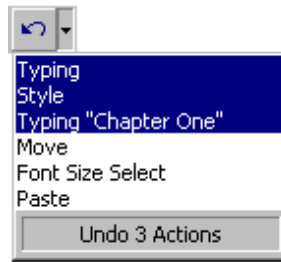 Typing
Style
Typing "Chapter One"
Move
Font Size Select
Paste
Undo 3 Actions